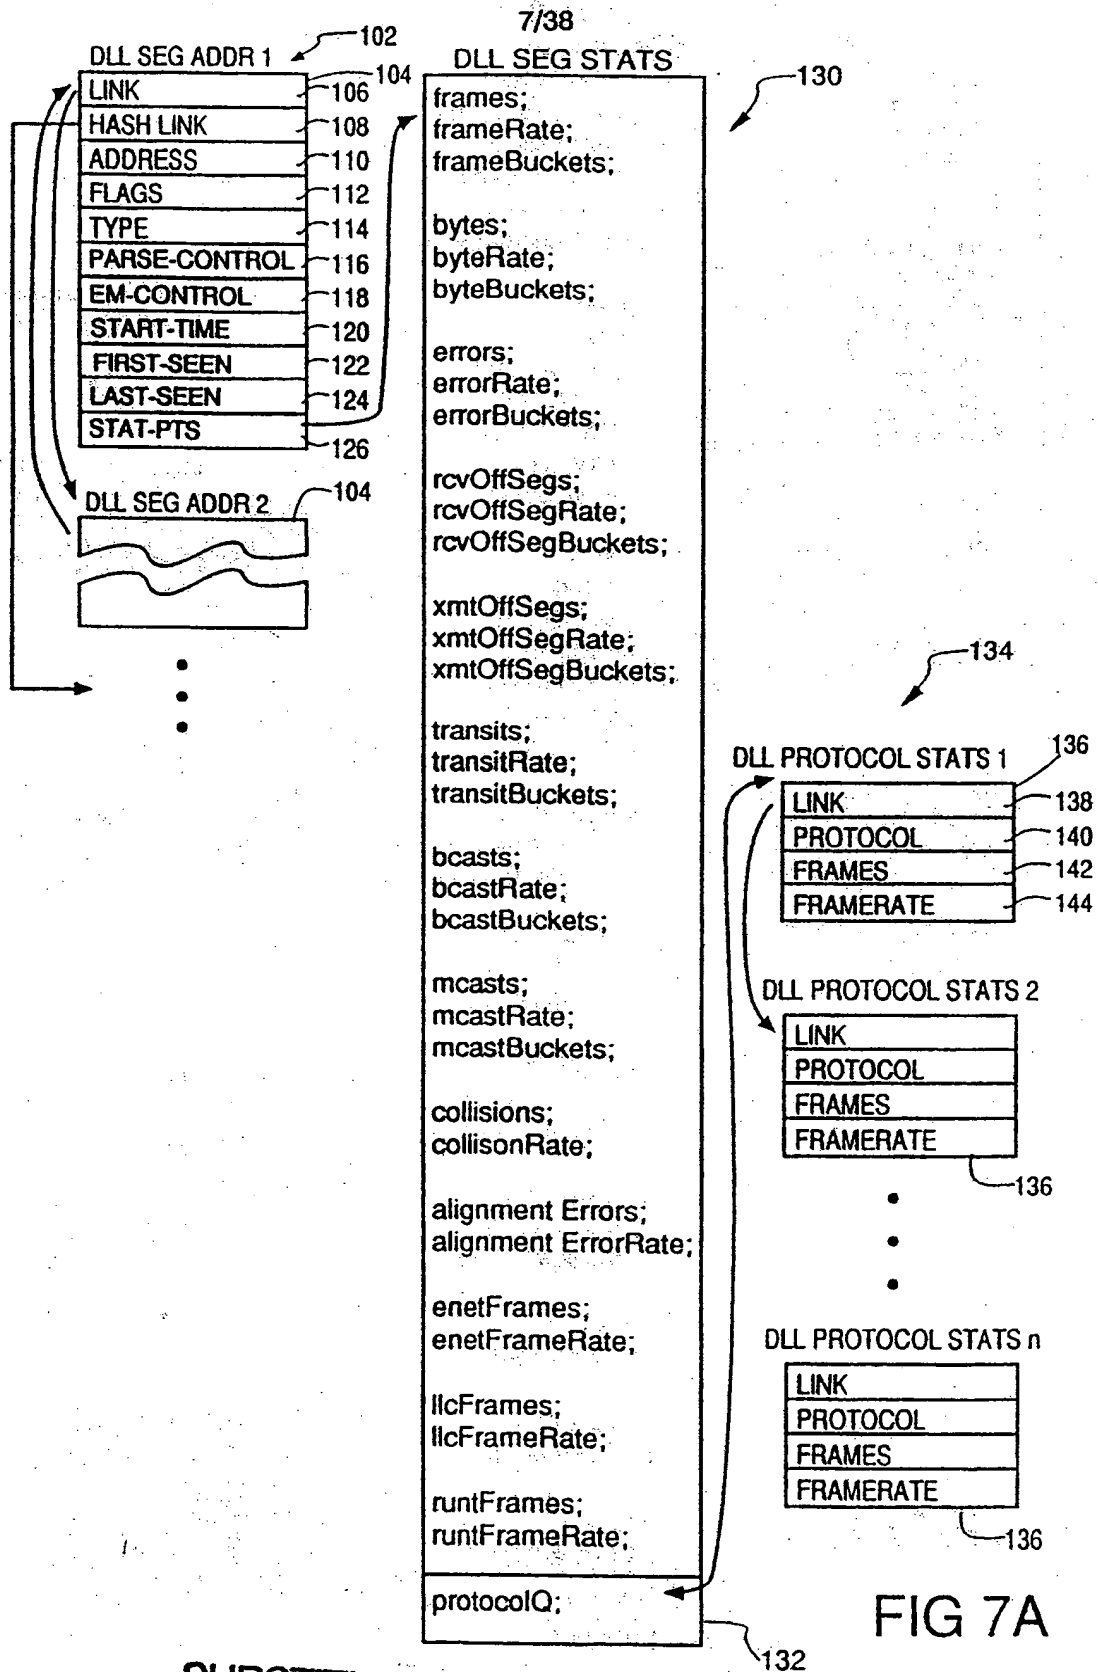 7/38
DLL SEG ADDR 1
102
104
LINK
106
HASH LINK
108
ADDRESS
110
FLAGS
112
TYPE
114
PARSE-CONTROL
116
EM-CONTROL
118
START-TIME
120
FIRST-SEEN
122
LAST-SEEN
124
STAT-PTS
126
DLL SEG ADDR 2
104
DLL SEG STATS
130
frames;
frameRate;
frameBuckets;
bytes;
byteRate;
byteBuckets;
errors;
errorRate;
errorBuckets;
rcvOffSegs;
rcvOffSegRate;
rcvOffSegBuckets;
xmtOffSegs;
xmtOffSegRate;
xmtOffSegBuckets;
transits;
transitRate;
transitBuckets;
bcasts;
bcastRate;
bcastBuckets;
mcasts;
mcastRate;
mcastBuckets;
collisions;
collisonRate;
alignment Errors;
alignment ErrorRate;
enetFrames;
enetFrameRate;
llcFrames;
llcFrameRate;
runtFrames;
runtFrameRate;
protocolQ;
132
134
DLL PROTOCOL STATS 1
136
LINK
138
PROTOCOL
140
FRAMES
142
FRAMERATE
144
DLL PROTOCOL STATS 2
LINK
PROTOCOL
FRAMES
FRAMERATE
136
DLL PROTOCOL STATS n
LINK
PROTOCOL
FRAMES
FRAMERATE
136
FIG 7A